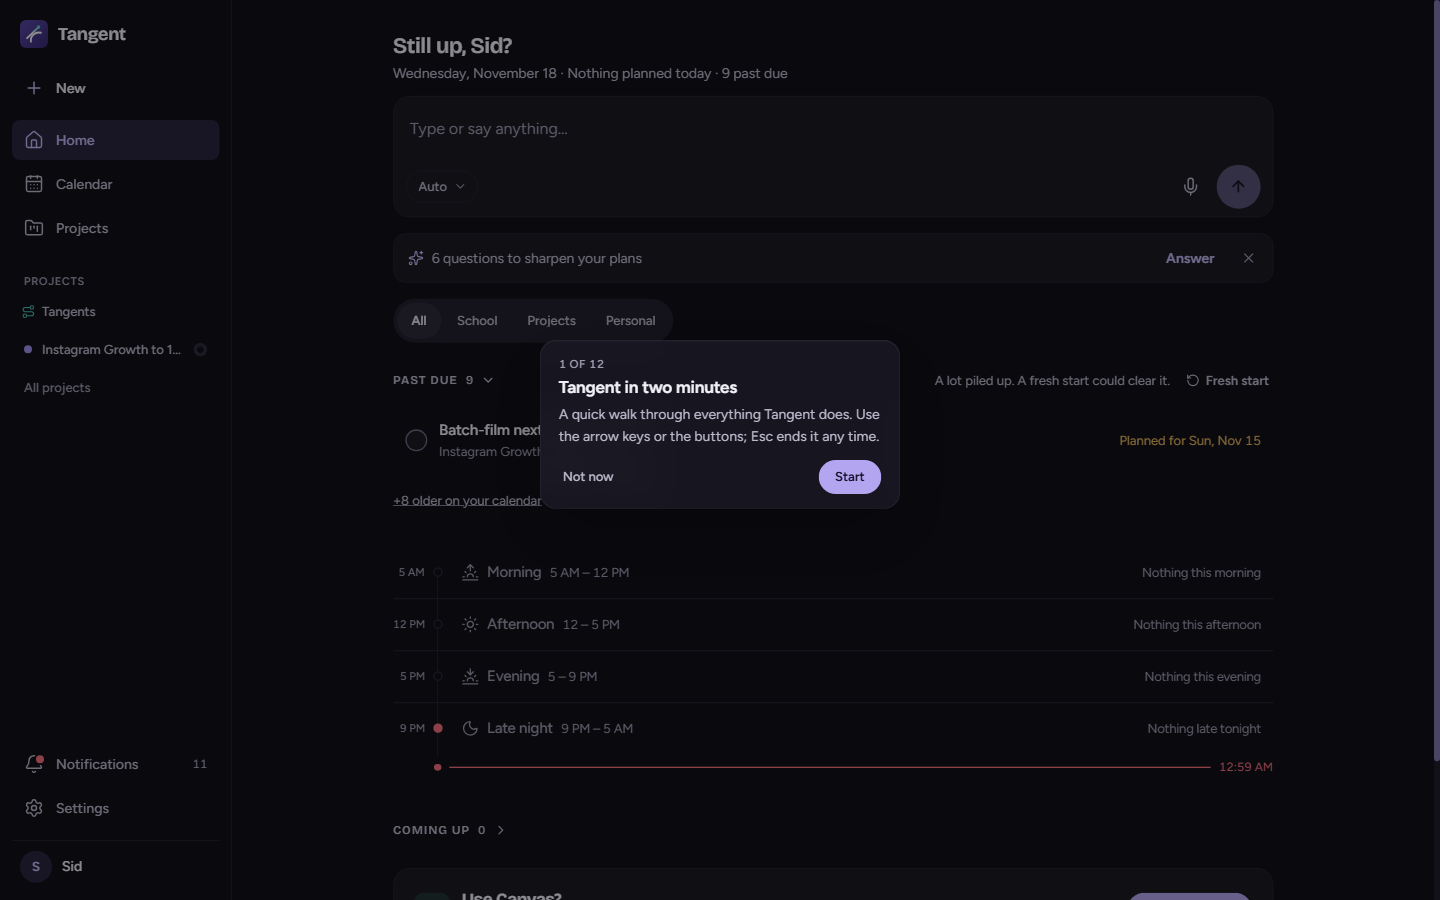 Tangent
New
Home
Calendar
Projects
PROJECTS
Tangents
Instagram Growth to 1...
All projects
Notifications 11
Settings
S Sid
Still up, Sid?
Wednesday, November 18 · Nothing planned today · 9 past due
Type or say anything...
Auto
6 questions to sharpen your plans Answer
All School Projects Personal
PAST DUE 9 A lot piled up. A fresh start could clear it. Fresh start
Batch-film next
Instagram Growth
Planned for Sun, Nov 15
+8 older on your calendar
1 OF 12
Tangent in two minutes
A quick walk through everything Tangent does. Use
the arrow keys or the buttons; Esc ends it any time.
Not now Start
5 AM Morning 5 AM – 12 PM Nothing this morning
12 PM Afternoon 12 – 5 PM Nothing this afternoon
5 PM Evening 5 – 9 PM Nothing this evening
9 PM Late night 9 PM – 5 AM Nothing late tonight
12:59 AM
COMING UP 0
Use Canvas?